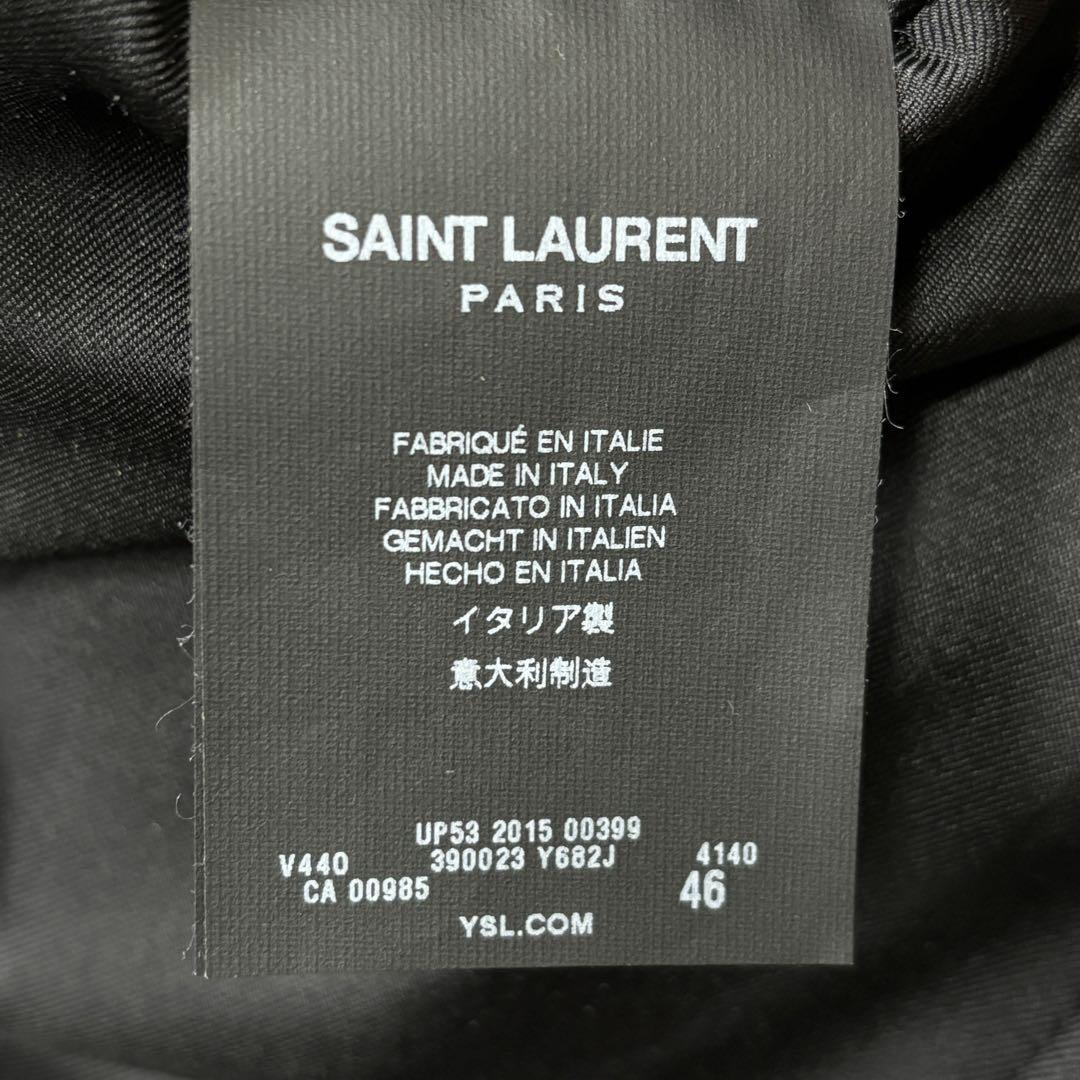 SAINT LAURENT
PARIS
FABRIQUÉ EN ITALIE
MADE IN ITALY
FABBRICATO IN ITALIA
GEMACHT IN ITALIEN
HECHO EN ITALIA
イタリア製
意大利制造
UP53 2015 00399
V440 390023 Y682J 4140
CA 00985 46
YSL.COM